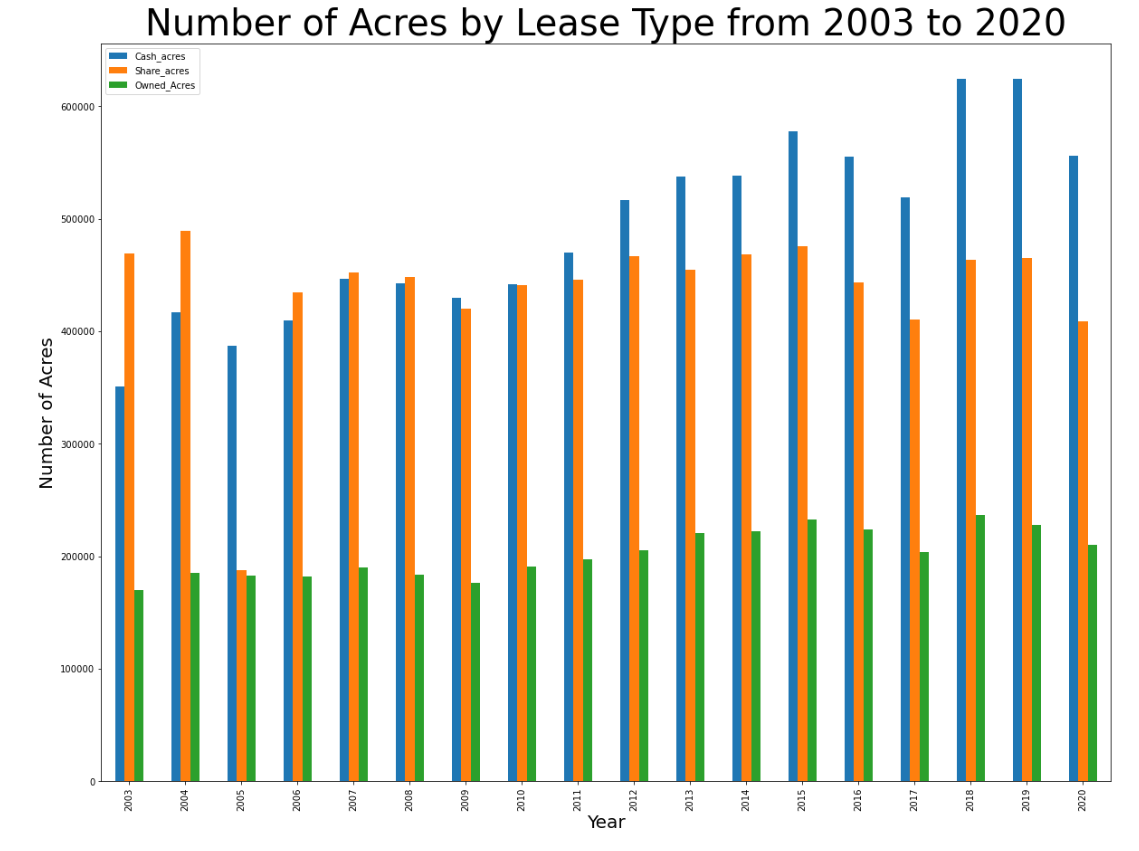 Number of Acres by Lease Type from 2003 to 2020
Cash_acres
Share_acres
Owned_Acres
600000
500000
400000
300000
200000
100000
0
Number of Acres
2003 2004 2005 2006 2007 2008 2009 2010 2011 2012 2013 2014 2015 2016 2017 2018 2019 2020
Year